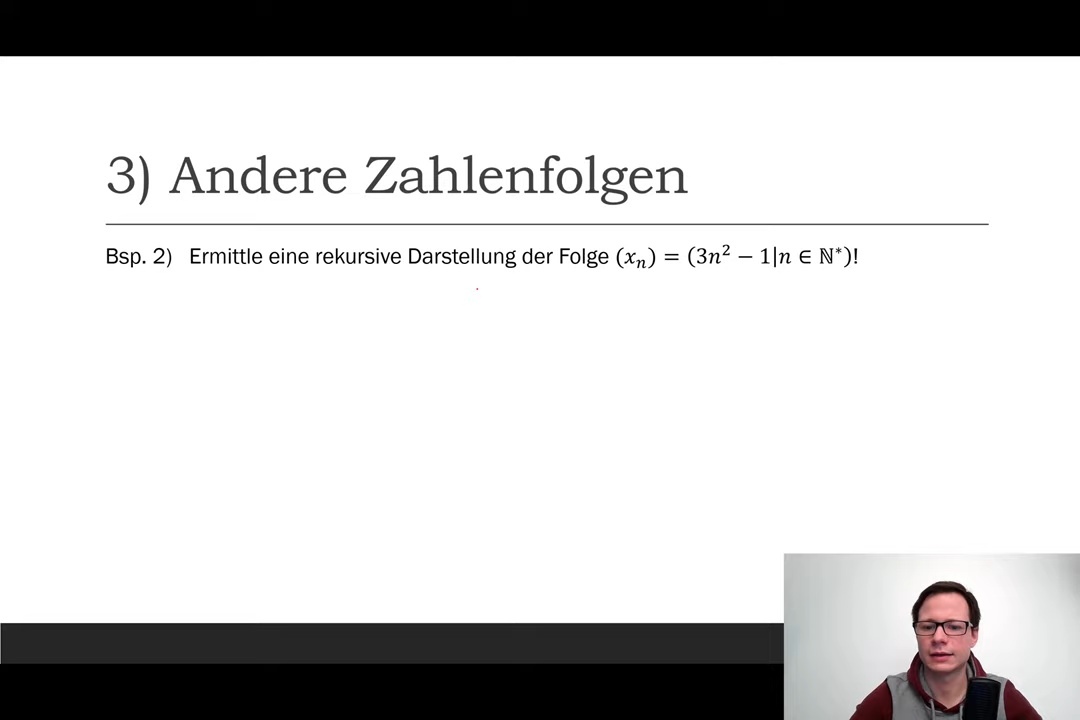 3) Andere Zahlenfolgen
Bsp. 2) Ermittle eine rekursive Darstellung der Folge (xₙ) = (3n² − 1|n ∈ ℕ*)!